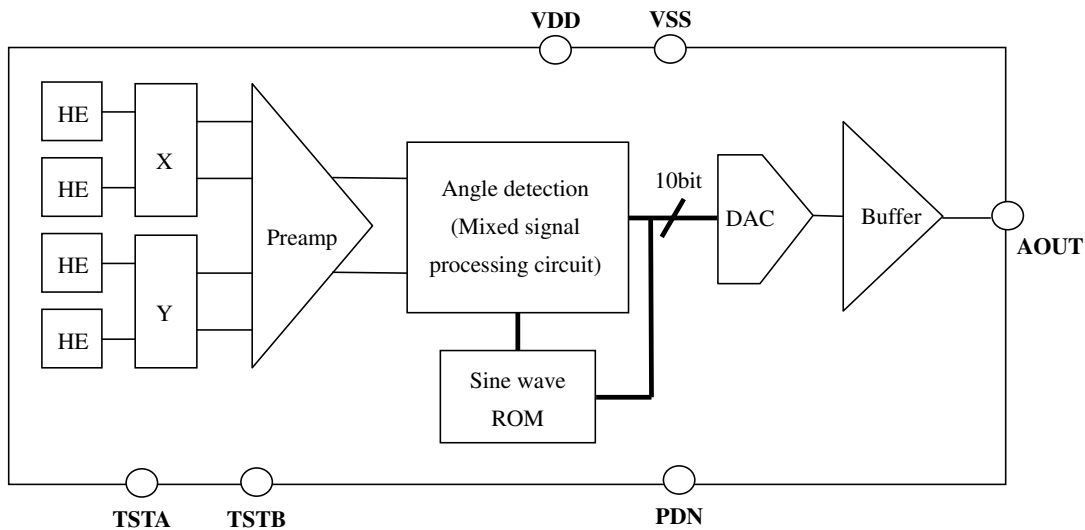 VDD
VSS
HE
HE
HE
HE
X
Y
Preamp
Angle detection
(Mixed signal
processing circuit)
Sine wave
ROM
10bit
DAC
Buffer
AOUT
TSTA
TSTB
PDN